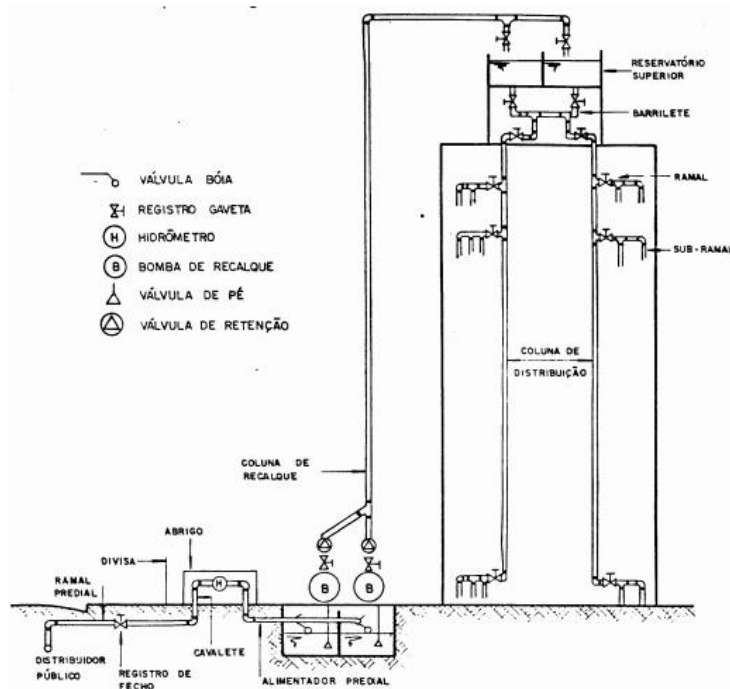 RESERVATÓRIO
SUPERIOR
BARRILETE
RAMAL
SUB-RAMAL
VÁLVULA BÓIA
REGISTRO GAVETA
H
HIDRÔMETRO
B
BOMBA DE RECALQUE
VÁLVULA DE PÉ
VÁLVULA DE RETENÇÃO
COLUNA DE
DISTRIBUIÇÃO
COLUNA DE
RECALQUE
ABRIGO
DIVISA
RAMAL
PREDIAL
H
B
B
CAVALETE
DISTRIBUIDOR
PÚBLICO
REGISTRO DE
FECHO
ALIMENTADOR PREDIAL